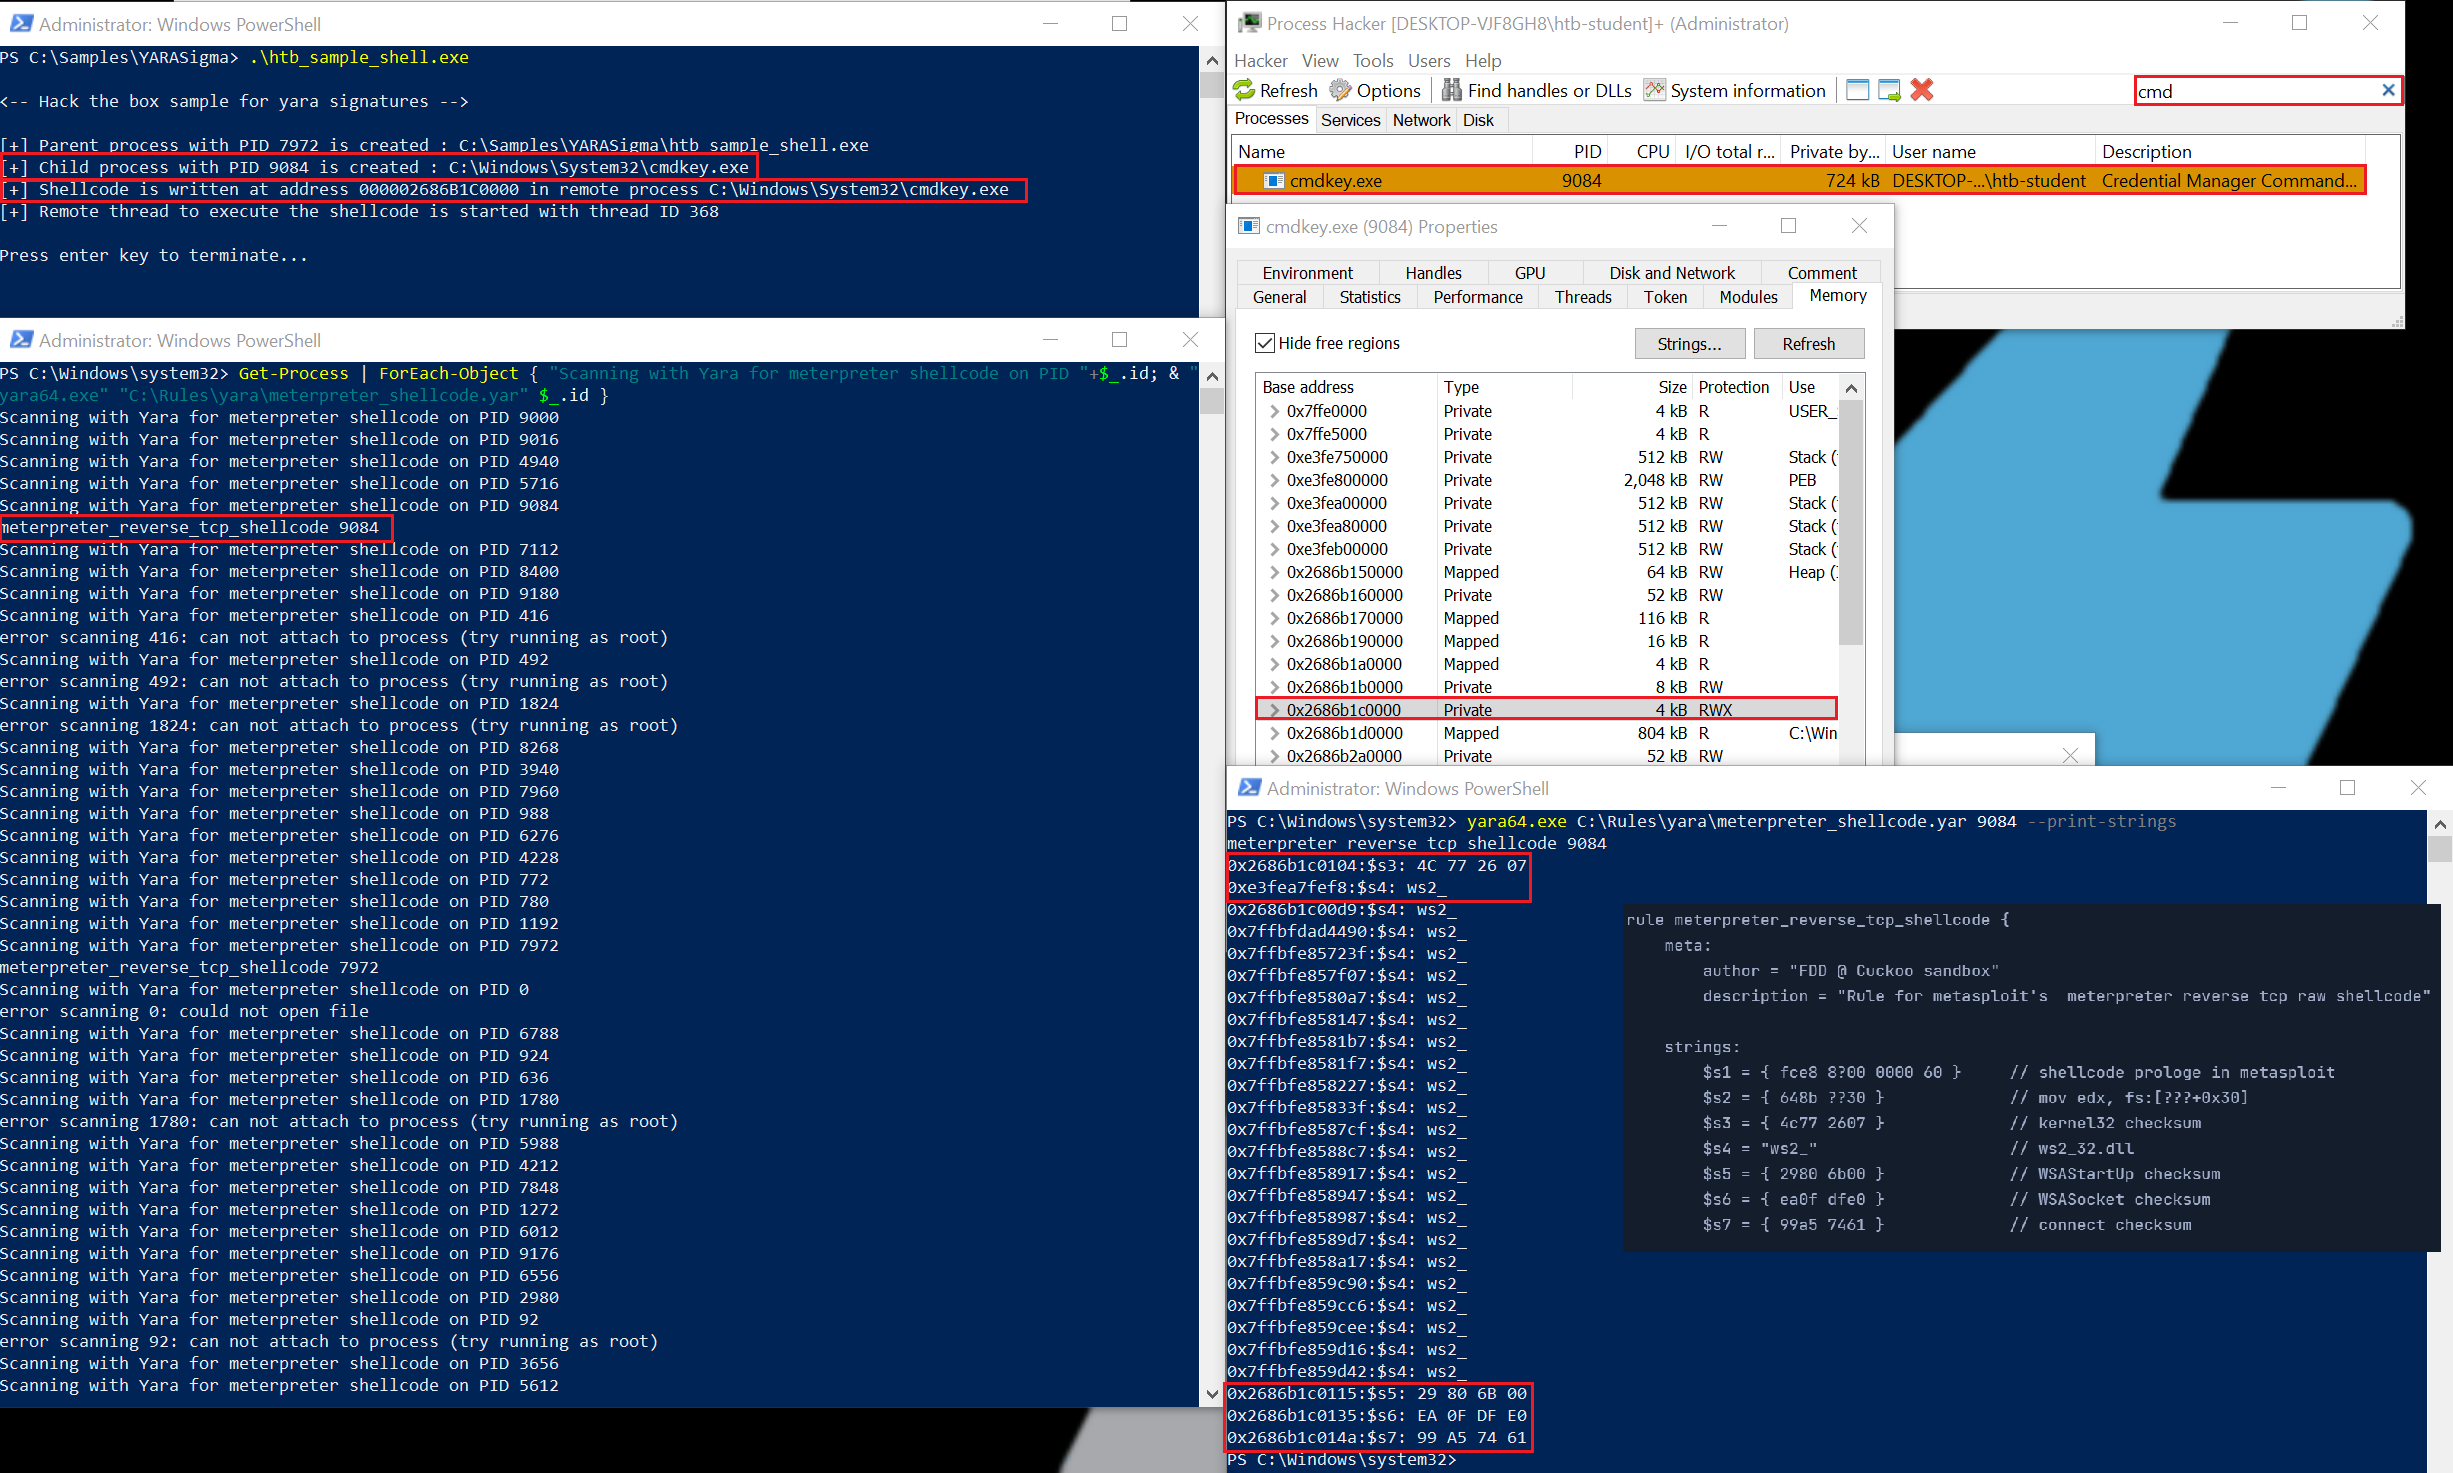 Administrator: Windows PowerShell
PS C:\Samples\YARASigma> .\htb_sample_shell.exe
<-- Hack the box sample for yara signatures -->
[+] Parent process with PID 7972 is created : C:\Samples\YARASigma\htb_sample_shell.exe
[+] Child process with PID 9084 is created : C:\Windows\System32\cmdkey.exe
[+] Shellcode is written at address 000002686B1C0000 in remote process C:\Windows\System32\cmdkey.exe
[+] Remote thread to execute the shellcode is started with thread ID 368
Press enter key to terminate...
Administrator: Windows PowerShell
PS C:\Windows\system32> Get-Process | ForEach-Object { "Scanning with Yara for meterpreter shellcode on PID "+$_.id; & "
yara64.exe" "C:\Rules\yara\meterpreter_shellcode.yar" $_.id }
Scanning with Yara for meterpreter shellcode on PID 9000
Scanning with Yara for meterpreter shellcode on PID 9016
Scanning with Yara for meterpreter shellcode on PID 4940
Scanning with Yara for meterpreter shellcode on PID 5716
Scanning with Yara for meterpreter shellcode on PID 9084
meterpreter_reverse_tcp_shellcode 9084
Scanning with Yara for meterpreter shellcode on PID 7112
Scanning with Yara for meterpreter shellcode on PID 8400
Scanning with Yara for meterpreter shellcode on PID 9180
Scanning with Yara for meterpreter shellcode on PID 416
error scanning 416: can not attach to process (try running as root)
Scanning with Yara for meterpreter shellcode on PID 492
error scanning 492: can not attach to process (try running as root)
Scanning with Yara for meterpreter shellcode on PID 1824
error scanning 1824: can not attach to process (try running as root)
Scanning with Yara for meterpreter shellcode on PID 8268
Scanning with Yara for meterpreter shellcode on PID 3940
Scanning with Yara for meterpreter shellcode on PID 7960
Scanning with Yara for meterpreter shellcode on PID 988
Scanning with Yara for meterpreter shellcode on PID 6276
Scanning with Yara for meterpreter shellcode on PID 4228
Scanning with Yara for meterpreter shellcode on PID 772
Scanning with Yara for meterpreter shellcode on PID 780
Scanning with Yara for meterpreter shellcode on PID 1192
Scanning with Yara for meterpreter shellcode on PID 7972
meterpreter_reverse_tcp_shellcode 7972
Scanning with Yara for meterpreter shellcode on PID 0
error scanning 0: could not open file
Scanning with Yara for meterpreter shellcode on PID 6788
Scanning with Yara for meterpreter shellcode on PID 924
Scanning with Yara for meterpreter shellcode on PID 636
Scanning with Yara for meterpreter shellcode on PID 1780
error scanning 1780: can not attach to process (try running as root)
Scanning with Yara for meterpreter shellcode on PID 5988
Scanning with Yara for meterpreter shellcode on PID 4212
Scanning with Yara for meterpreter shellcode on PID 7848
Scanning with Yara for meterpreter shellcode on PID 1272
Scanning with Yara for meterpreter shellcode on PID 6012
Scanning with Yara for meterpreter shellcode on PID 9176
Scanning with Yara for meterpreter shellcode on PID 6556
Scanning with Yara for meterpreter shellcode on PID 2980
Scanning with Yara for meterpreter shellcode on PID 92
error scanning 92: can not attach to process (try running as root)
Scanning with Yara for meterpreter shellcode on PID 3656
Scanning with Yara for meterpreter shellcode on PID 5612
Process Hacker [DESKTOP-VJF8GH8\htb-student]+ (Administrator)
Hacker View Tools Users Help
Refresh Options Find handles or DLLs System information cmd
Processes Services Network Disk
Name PID CPU I/O total r... Private by... User name Description
cmdkey.exe 9084 724 kB DESKTOP-...\htb-student Credential Manager Command...
cmdkey.exe (9084) Properties
Environment Handles GPU Disk and Network Comment
General Statistics Performance Threads Token Modules Memory
Hide free regions Strings... Refresh
Base address Type Size Protection Use
0x7ffe0000 Private 4 kB R USER_
0x7ffe5000 Private 4 kB R
0xe3fe750000 Private 512 kB RW Stack (
0xe3fe800000 Private 2,048 kB RW PEB
0xe3fea00000 Private 512 kB RW Stack (
0xe3fea80000 Private 512 kB RW Stack (
0xe3feb00000 Private 512 kB RW Stack (
0x2686b150000 Mapped 64 kB RW Heap (
0x2686b160000 Private 52 kB RW
0x2686b170000 Mapped 116 kB R
0x2686b190000 Mapped 16 kB R
0x2686b1a0000 Mapped 4 kB R
0x2686b1b0000 Private 8 kB RW
0x2686b1c0000 Private 4 kB RWX
0x2686b1d0000 Mapped 804 kB R C:\Win
0x2686b2a0000 Private 52 kB RW
Administrator: Windows PowerShell
PS C:\Windows\system32> yara64.exe C:\Rules\yara\meterpreter_shellcode.yar 9084 --print-strings
meterpreter_reverse_tcp_shellcode 9084
0x2686b1c0104:$s3: 4C 77 26 07
0xe3fea7fef8:$s4: ws2_
0x2686b1c00d9:$s4: ws2_
0x7ffbfdad4490:$s4: ws2_
0x7ffbfe85723f:$s4: ws2_
0x7ffbfe857f07:$s4: ws2_
0x7ffbfe8580a7:$s4: ws2_
0x7ffbfe858147:$s4: ws2_
0x7ffbfe8581b7:$s4: ws2_
0x7ffbfe8581f7:$s4: ws2_
0x7ffbfe858227:$s4: ws2_
0x7ffbfe85833f:$s4: ws2_
0x7ffbfe8587cf:$s4: ws2_
0x7ffbfe8588c7:$s4: ws2_
0x7ffbfe858917:$s4: ws2_
0x7ffbfe858947:$s4: ws2_
0x7ffbfe858987:$s4: ws2_
0x7ffbfe8589d7:$s4: ws2_
0x7ffbfe858a17:$s4: ws2_
0x7ffbfe859c90:$s4: ws2_
0x7ffbfe859cc6:$s4: ws2_
0x7ffbfe859cee:$s4: ws2_
0x7ffbfe859d16:$s4: ws2_
0x7ffbfe859d42:$s4: ws2_
0x2686b1c0115:$s5: 29 80 6B 00
0x2686b1c0135:$s6: EA 0F DF E0
0x2686b1c014a:$s7: 99 A5 74 61
PS C:\Windows\system32>
rule meterpreter_reverse_tcp_shellcode {
meta:
author = "FDD @ Cuckoo sandbox"
description = "Rule for metasploit's  meterpreter reverse tcp raw shellcode"
strings:
$s1 = { fce8 8?00 0000 60 } // shellcode prologe in metasploit
$s2 = { 648b ??30 } // mov edx, fs:[???+0x30]
$s3 = { 4c77 2607 } // kernel32 checksum
$s4 = "ws2_" // ws2_32.dll
$s5 = { 2980 6b00 } // WSAStartUp checksum
$s6 = { ea0f dfe0 } // WSASocket checksum
$s7 = { 99a5 7461 } // connect checksum